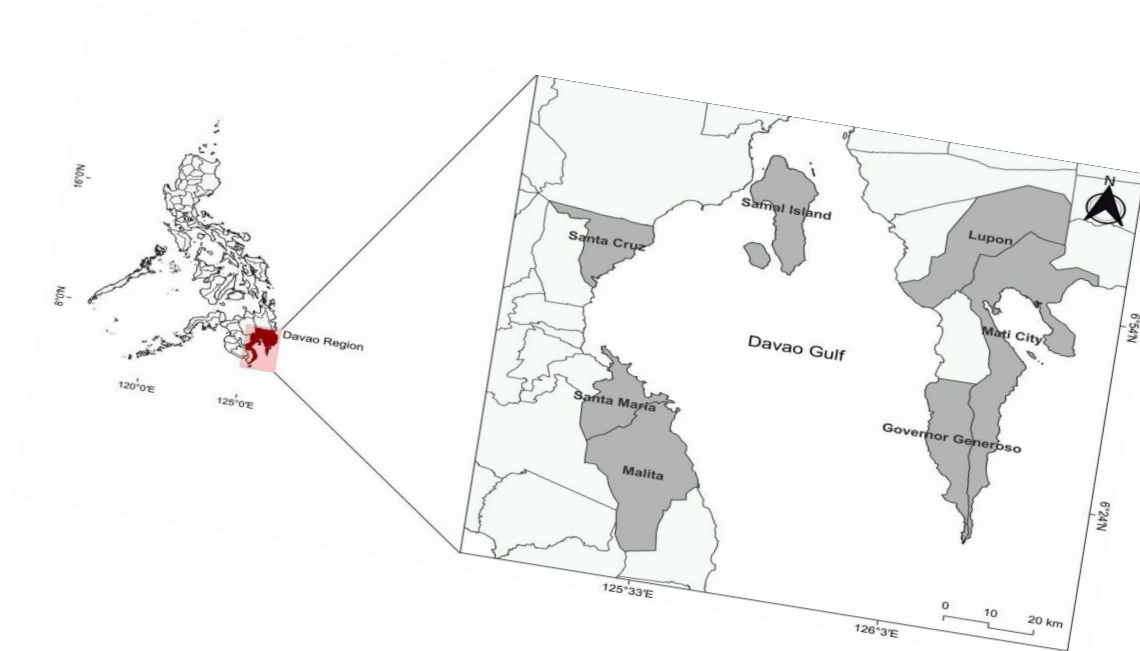 16°0'N
8°0'N
120°0'E
125°0'E
Davao Region
N
Samal Island
Santa Cruz
Lupon
6°54'N
Mati City
Davao Gulf
Santa Maria
Governor Generoso
Malita
6°24'N
125°33'E
126°3'E
0 10 20 km